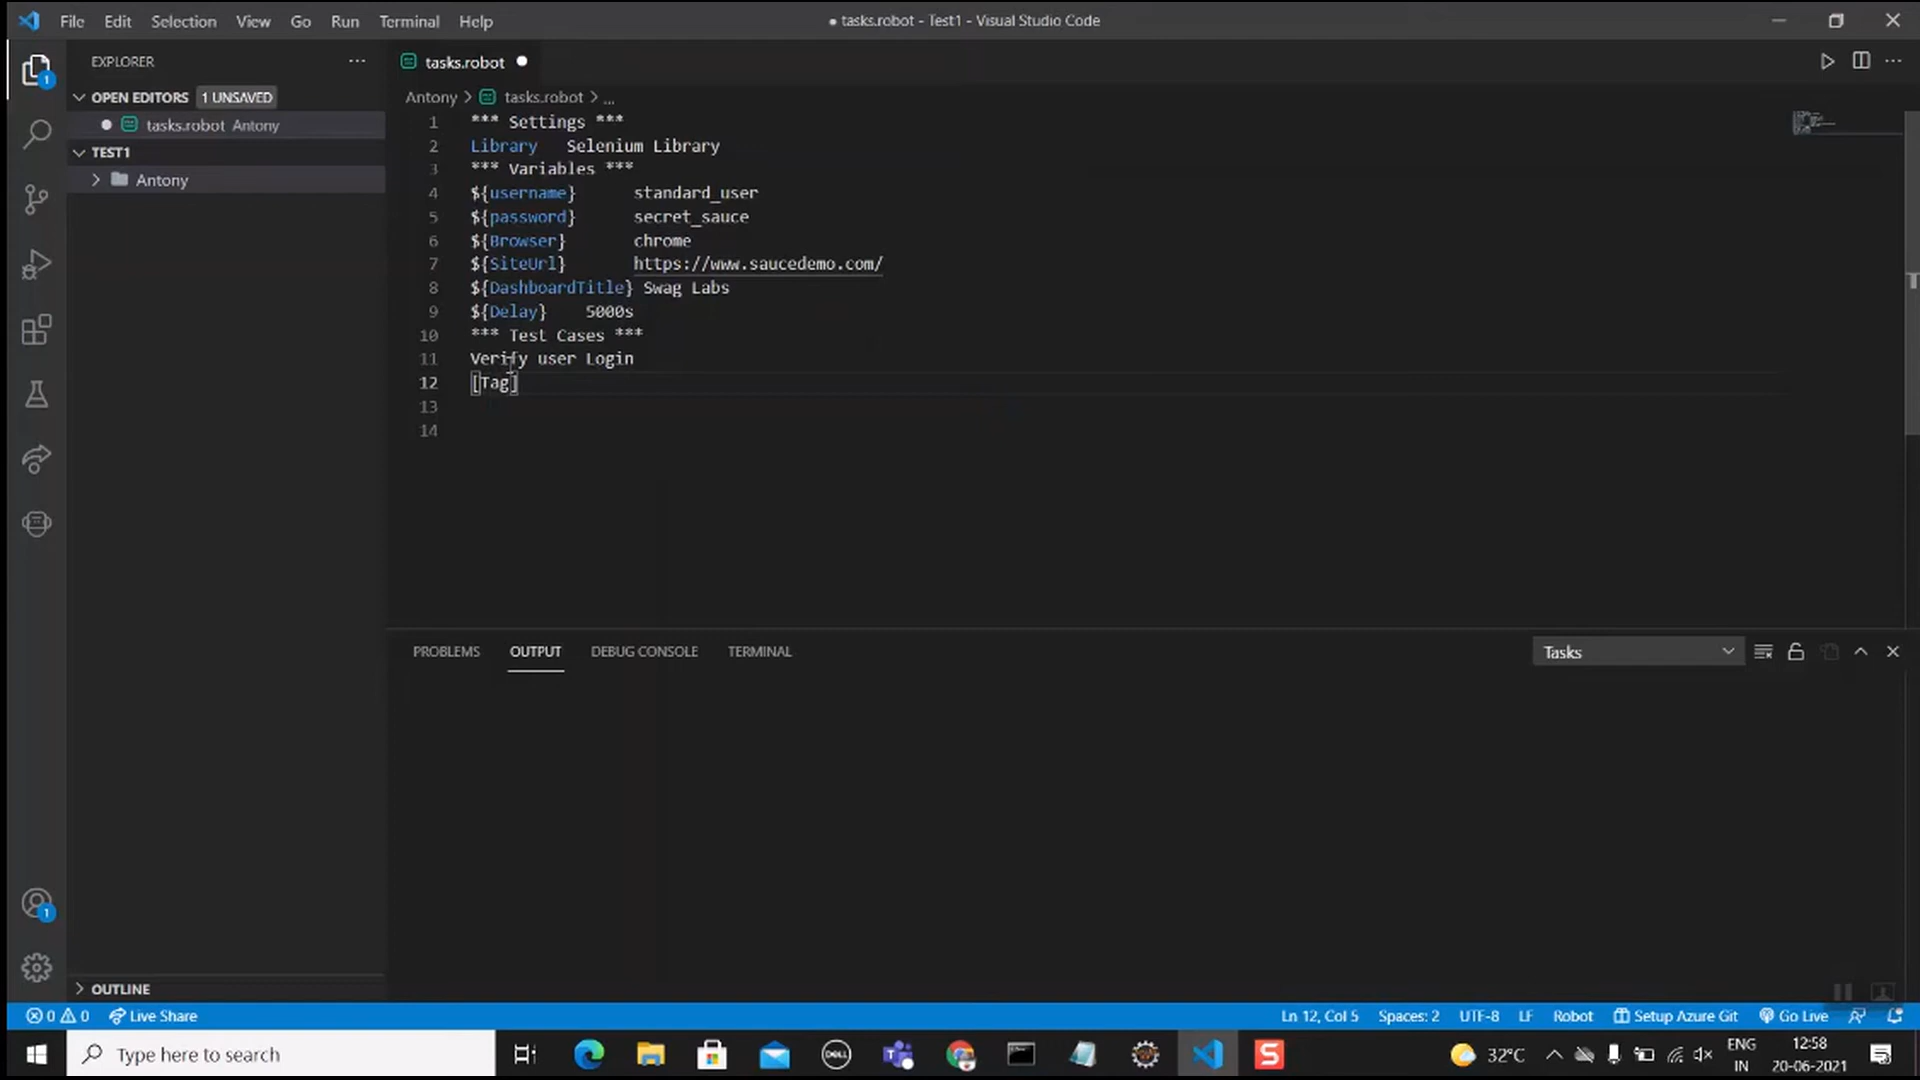 File Edit Selection View Go Run Terminal Help
● tasks.robot - Test1 - Visual Studio Code
EXPLORER
OPEN EDITORS 1 UNSAVED
tasks.robot Antony
TEST1
Antony
OUTLINE
tasks.robot
Antony > tasks.robot > ...
1 *** Settings ***
2 Library Selenium Library
3 *** Variables ***
4 ${username} standard_user
5 ${password} secret_sauce
6 ${Browser} chrome
7 ${SiteUrl} https://www.saucedemo.com/
8 ${DashboardTitle} Swag Labs
9 ${Delay} 5000s
10 *** Test Cases ***
11 Verify user Login
12 [Tag]
13
14
PROBLEMS OUTPUT DEBUG CONSOLE TERMINAL
Tasks
0 0 Live Share
Ln 12, Col 5 Spaces: 2 UTF-8 LF Robot Setup Azure Git Go Live
Type here to search
DELL
32°C
ENG
IN
12:58
20-06-2021